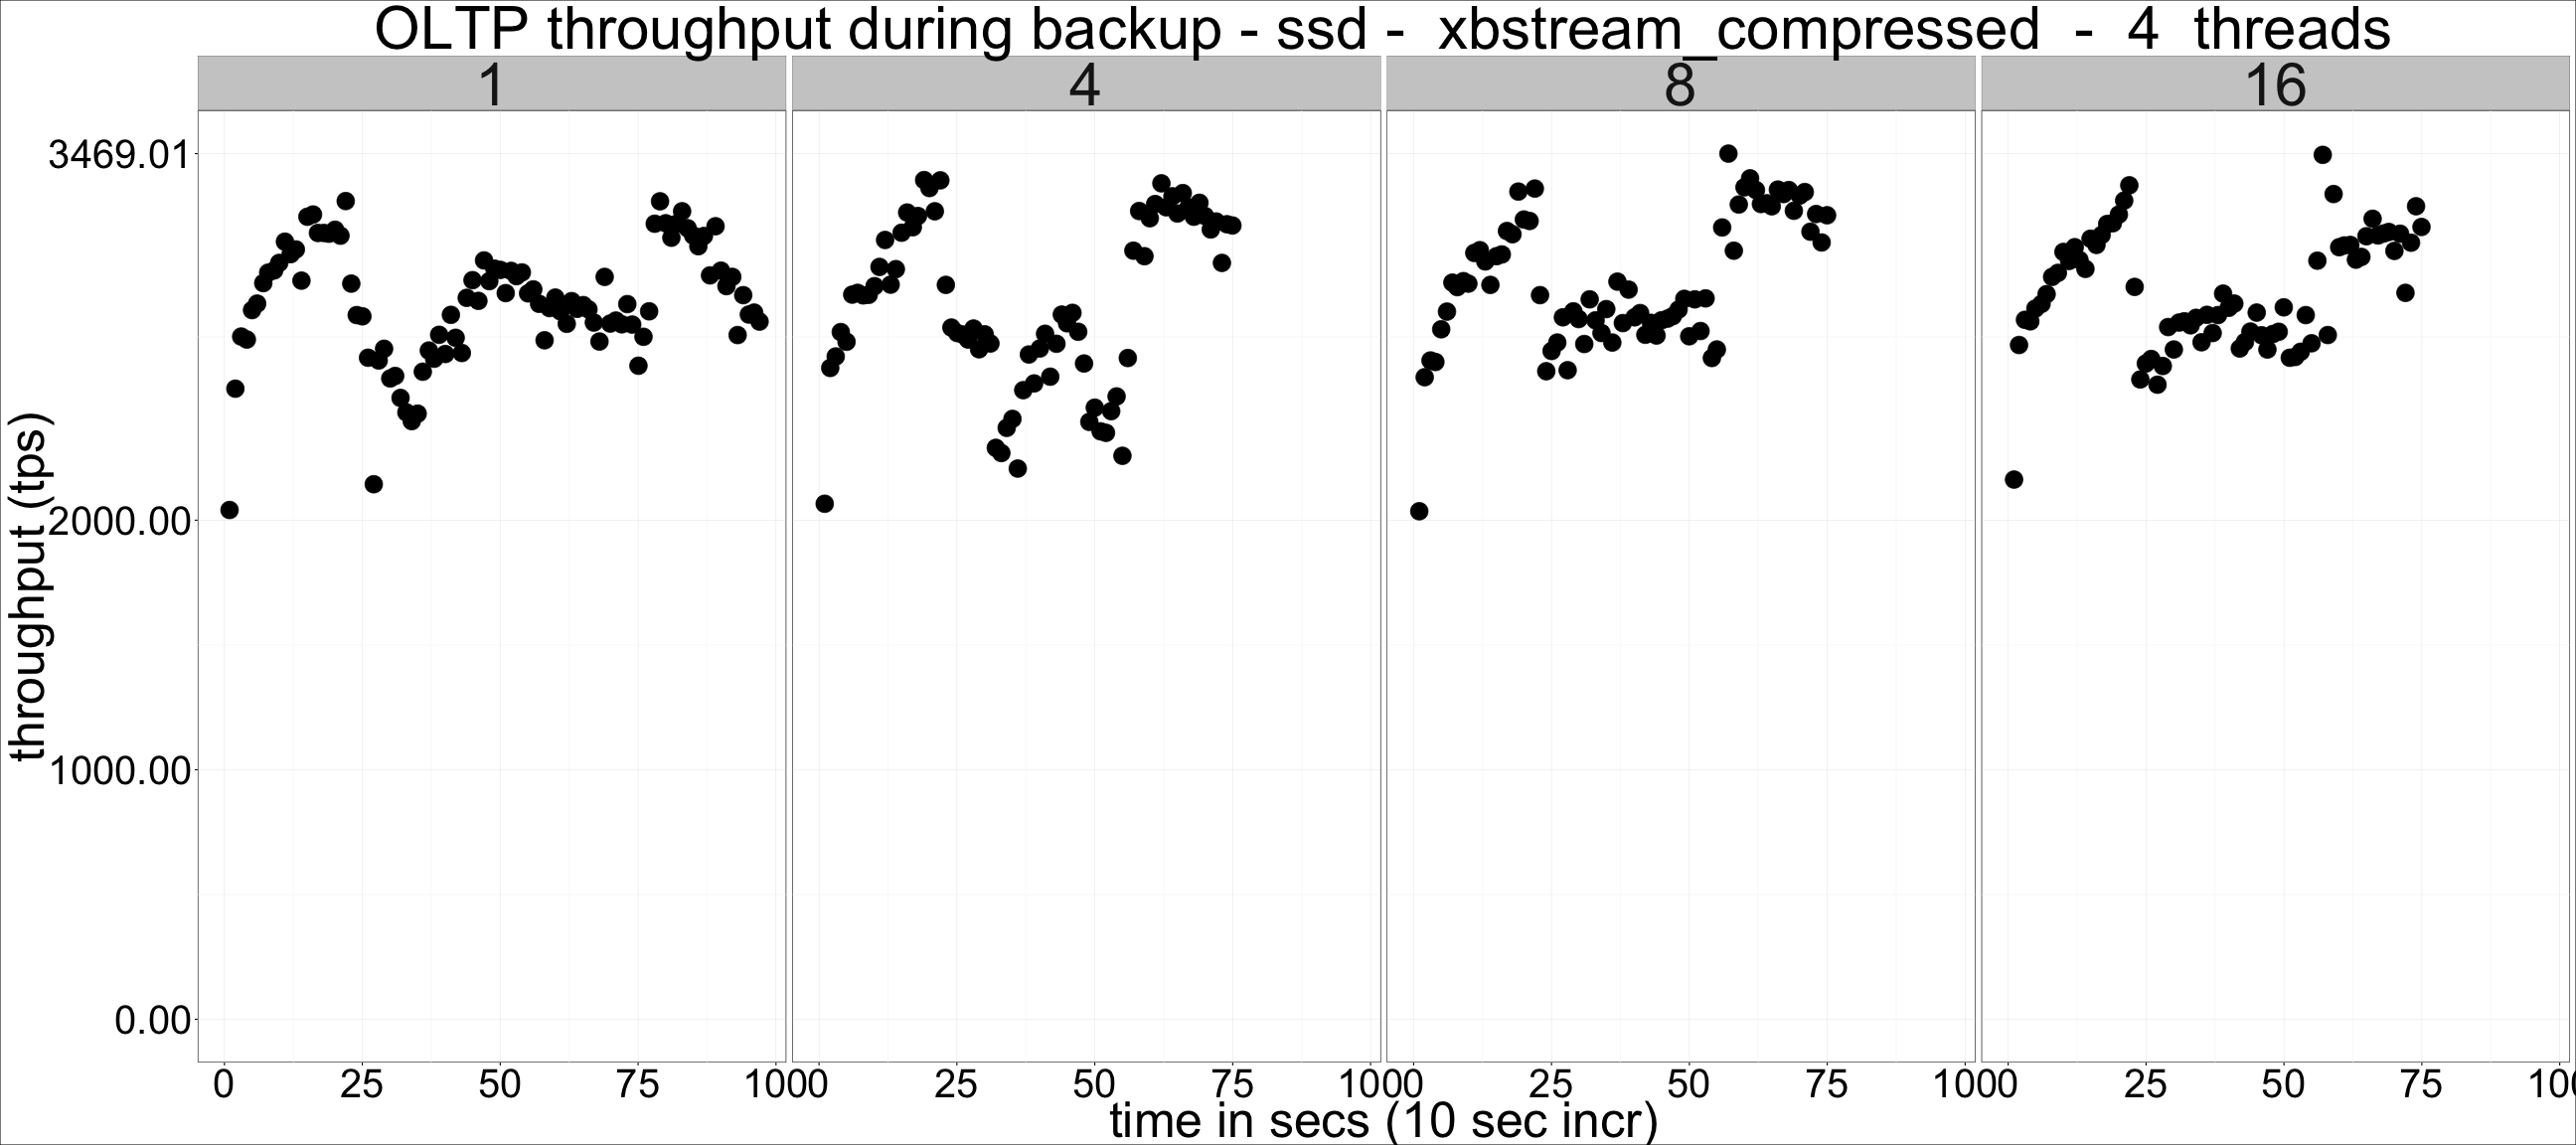 OLTP throughput during backup - ssd - xbstream_compressed - 4 threads
1 4 8 16
throughput (tps)
3469.01
2000.00
1000.00
0.00
0 25 50 75 100 0 25 50 75 100 0 25 50 75 100 0 25 50 75 100
time in secs (10 sec incr)